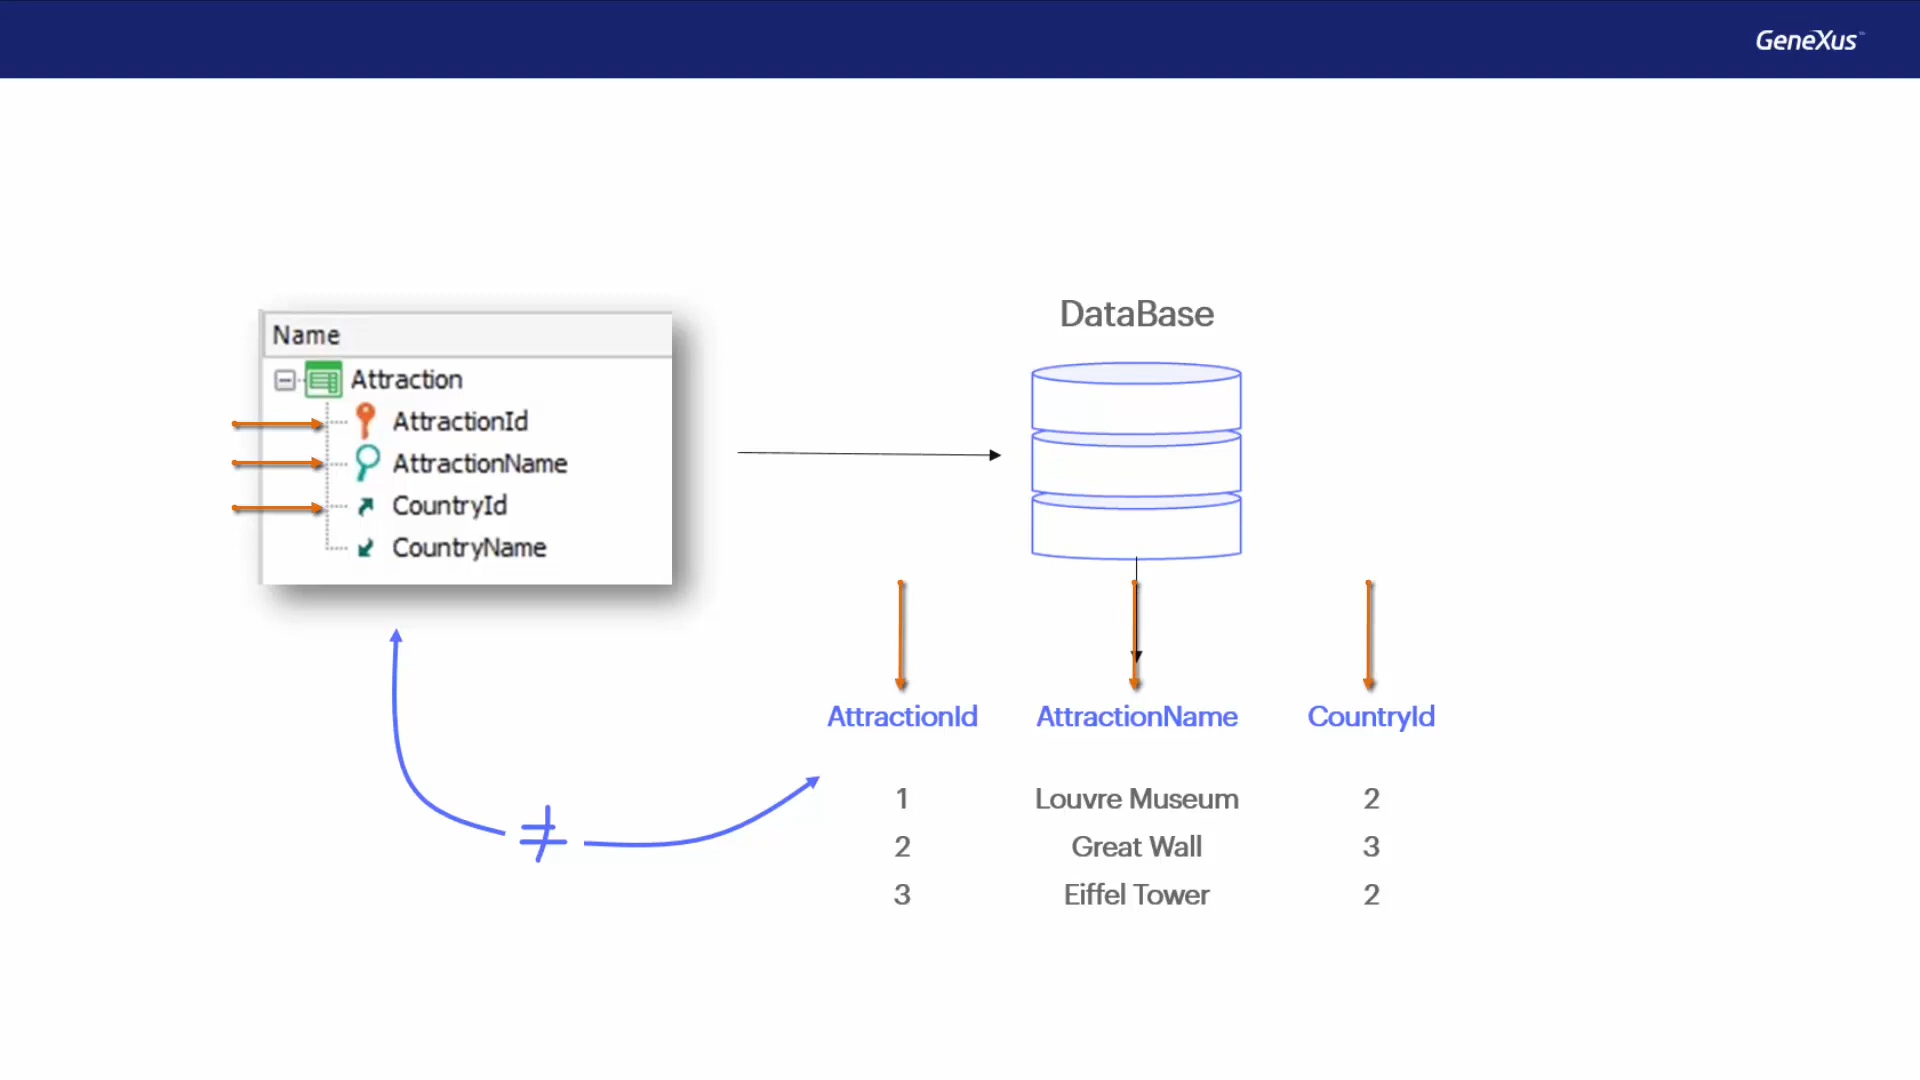 GeneXus™
Name
Attraction
AttractionId
AttractionName
CountryId
CountryName
DataBase
AttractionId AttractionName CountryId
1 Louvre Museum 2
2 Great Wall 3
3 Eiffel Tower 2
≠